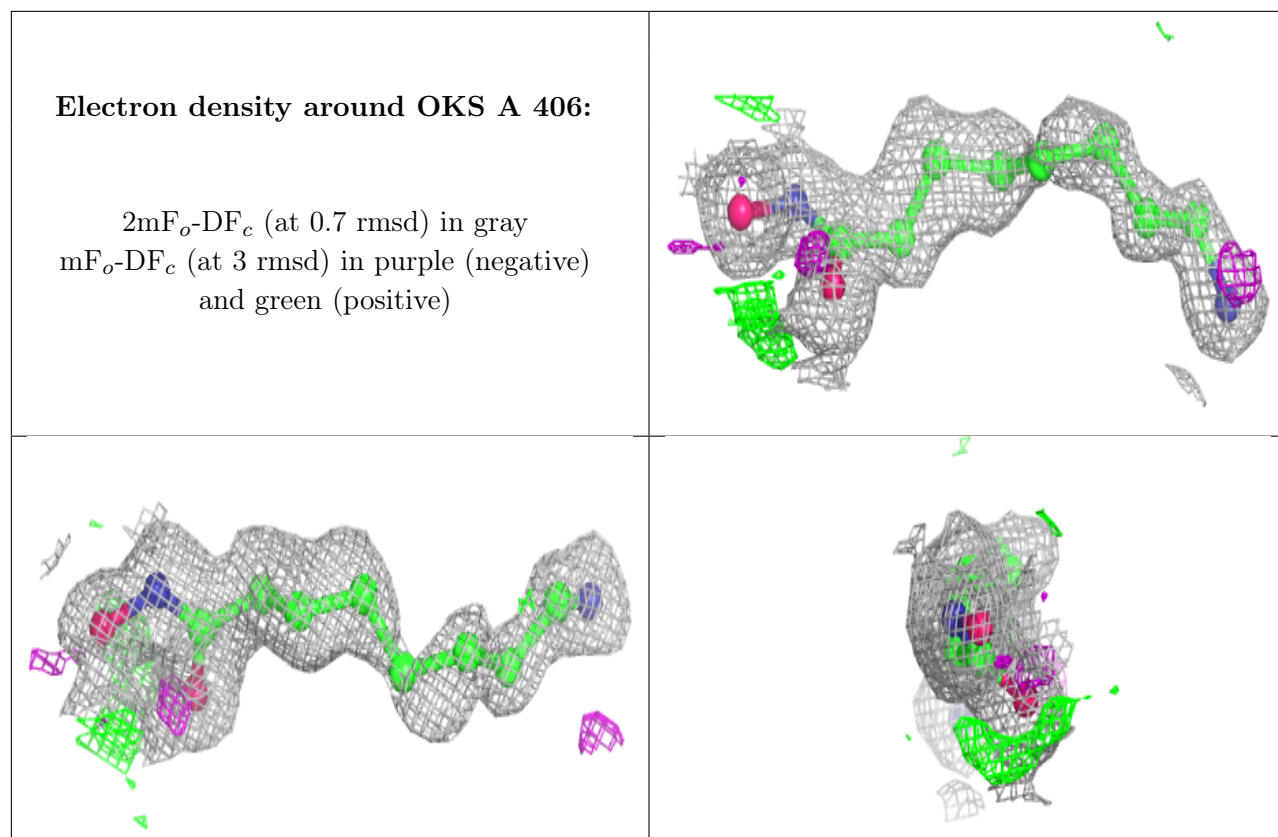 Electron density around OKS A 406:
2mFo-DFc (at 0.7 rmsd) in gray
mFo-DFc (at 3 rmsd) in purple (negative)
and green (positive)